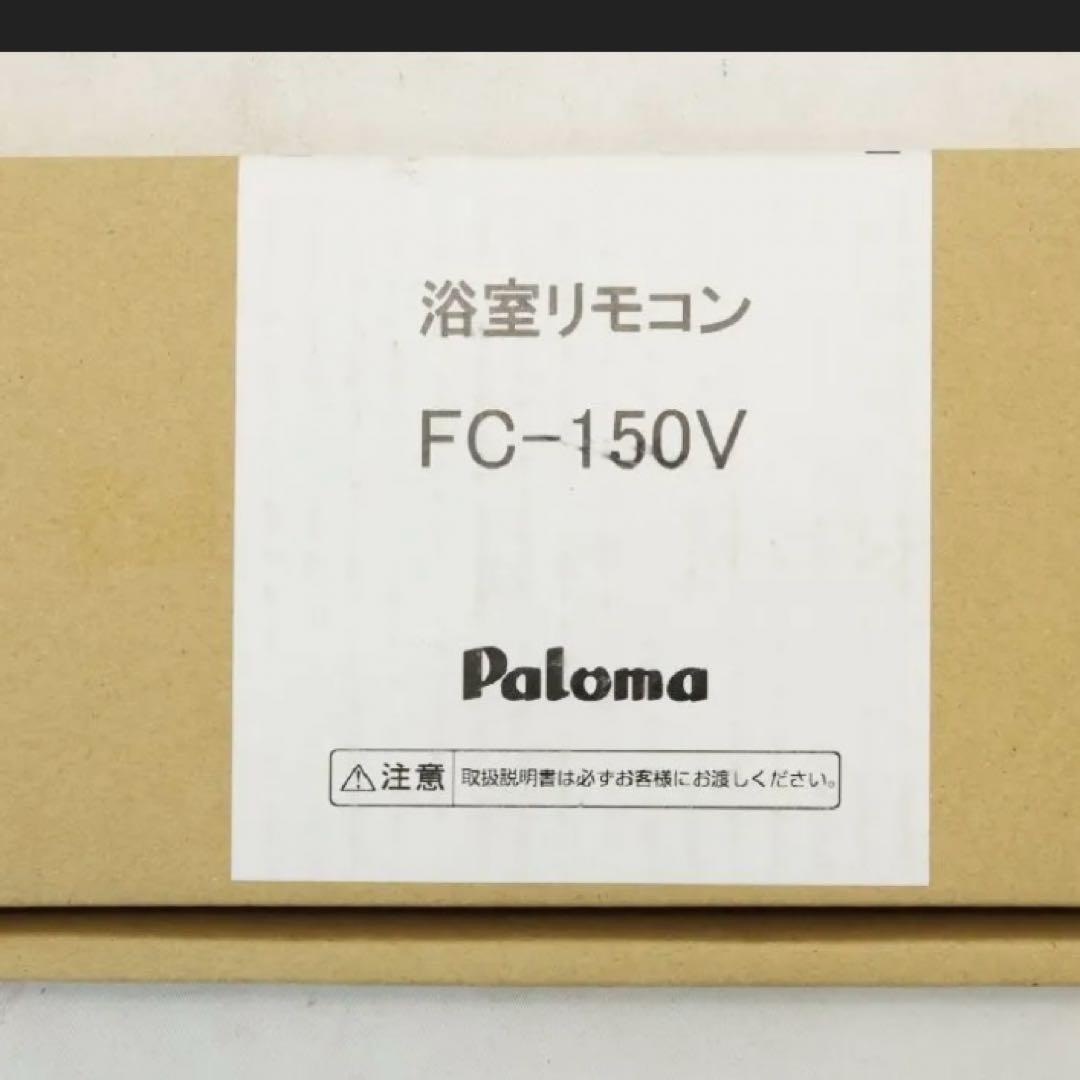 浴室リモコン
FC-150V
Paloma
⚠注意 取扱説明書は必ずお客様にお渡しください。